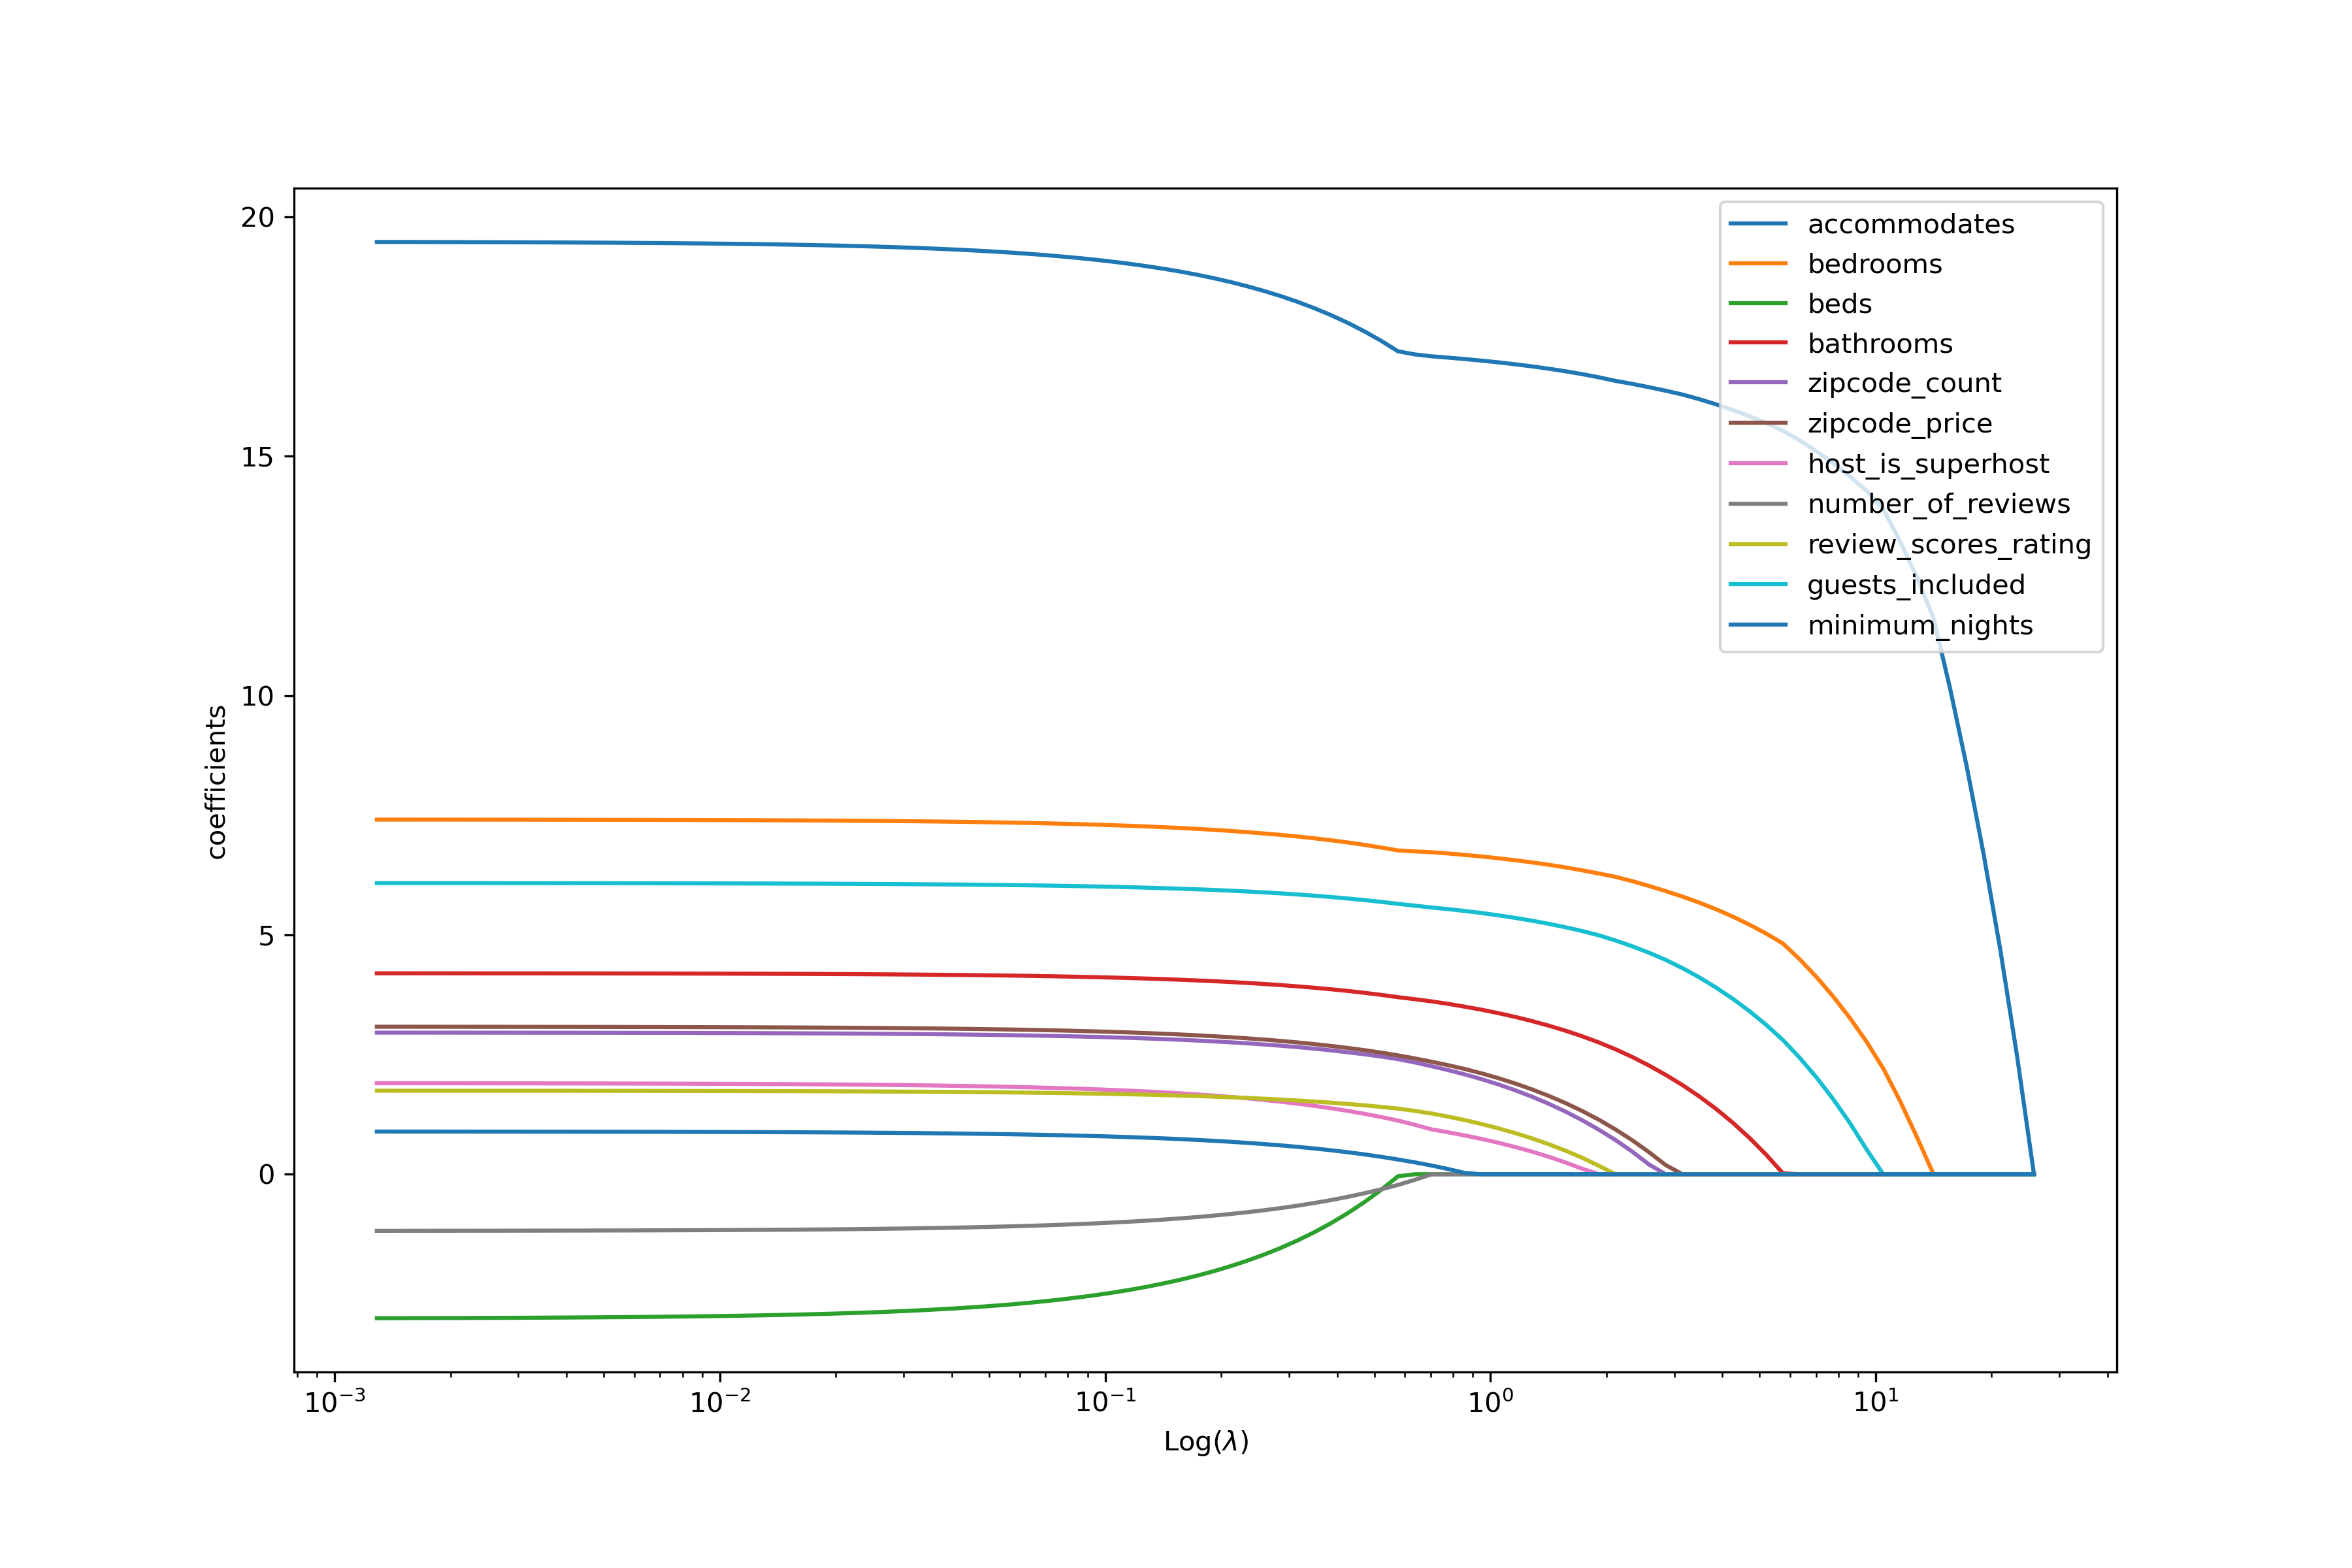 20
15
10
5
0
coefficients
accommodates
bedrooms
beds
bathrooms
zipcode_count
zipcode_price
host_is_superhost
number_of_reviews
review_scores_rating
guests_included
minimum_nights
10⁻³ 10⁻² 10⁻¹ 10⁰ 10¹
Log(λ)